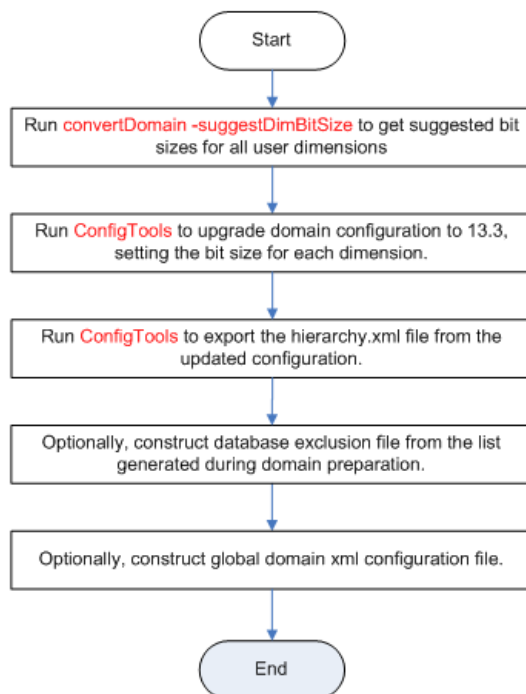 Start
Run convertDomain -suggestDimBitSize to get suggested bit
sizes for all user dimensions
Run ConfigTools to upgrade domain configuration to 13.3,
setting the bit size for each dimension.
Run ConfigTools to export the hierarchy.xml file from the
updated configuration.
Optionally, construct database exclusion file from the list
generated during domain preparation.
Optionally, construct global domain xml configuration file.
End